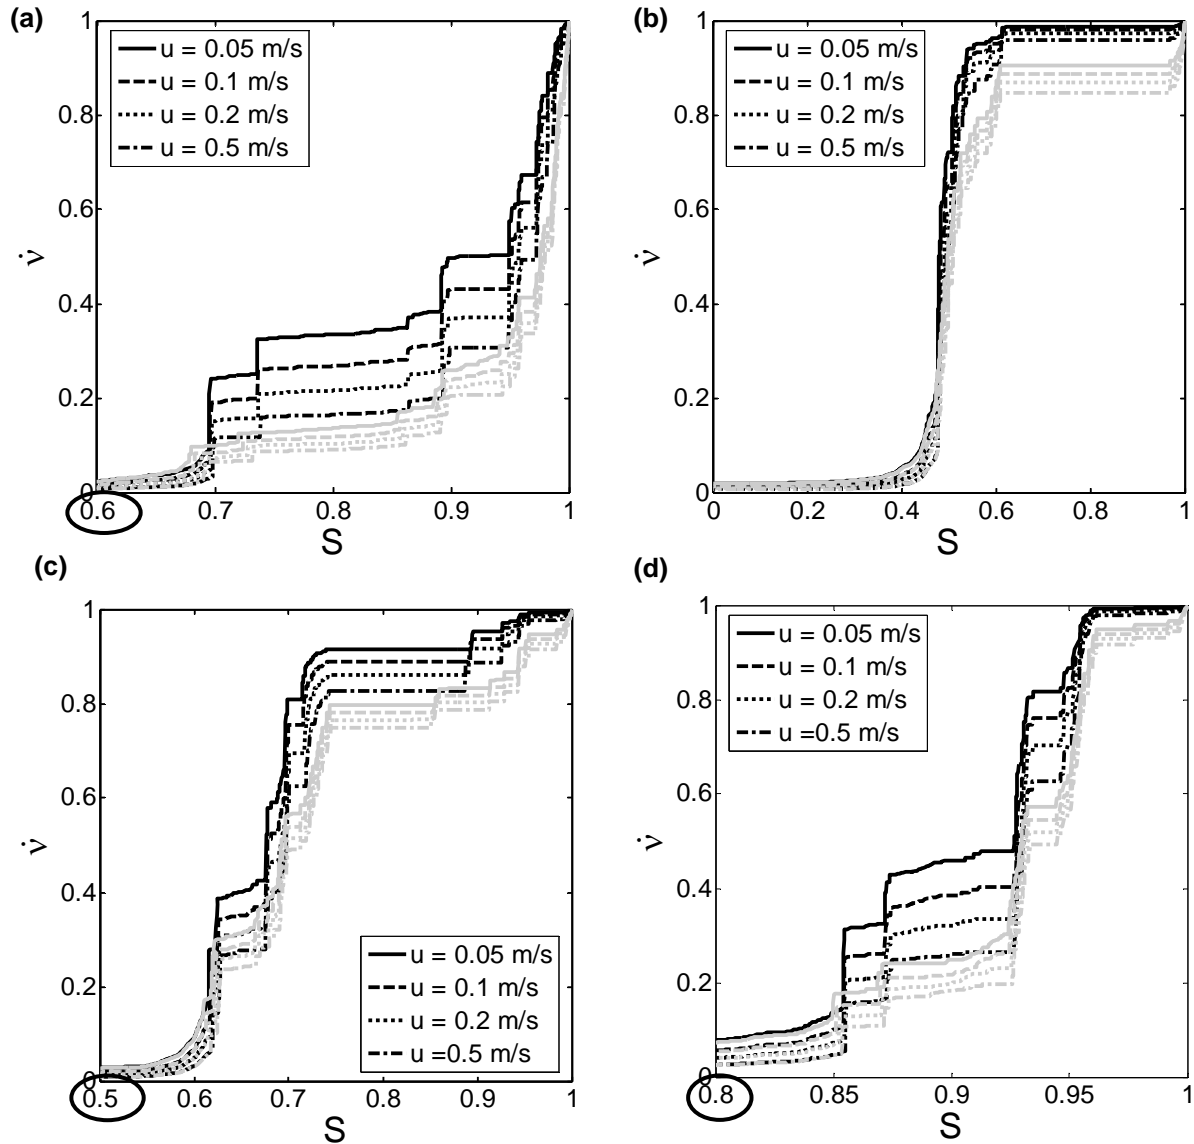 (a)
1
0.8
0.6
0.4
0.2
0
ν̇
u = 0.05 m/s
u = 0.1 m/s
u = 0.2 m/s
u = 0.5 m/s
0.6
0.7
0.8
0.9
1
S
(b)
1
0.8
0.6
0.4
0.2
0
ν̇
u = 0.05 m/s
u = 0.1 m/s
u = 0.2 m/s
u = 0.5 m/s
0
0.2
0.4
0.6
0.8
1
S
(c)
1
0.8
0.6
0.4
0.2
0
ν̇
u = 0.05 m/s
u = 0.1 m/s
u = 0.2 m/s
u =0.5 m/s
0.5
0.6
0.7
0.8
0.9
1
S
(d)
1
0.8
0.6
0.4
0.2
0
ν̇
u = 0.05 m/s
u = 0.1 m/s
u = 0.2 m/s
u =0.5 m/s
0.8
0.85
0.9
0.95
1
S